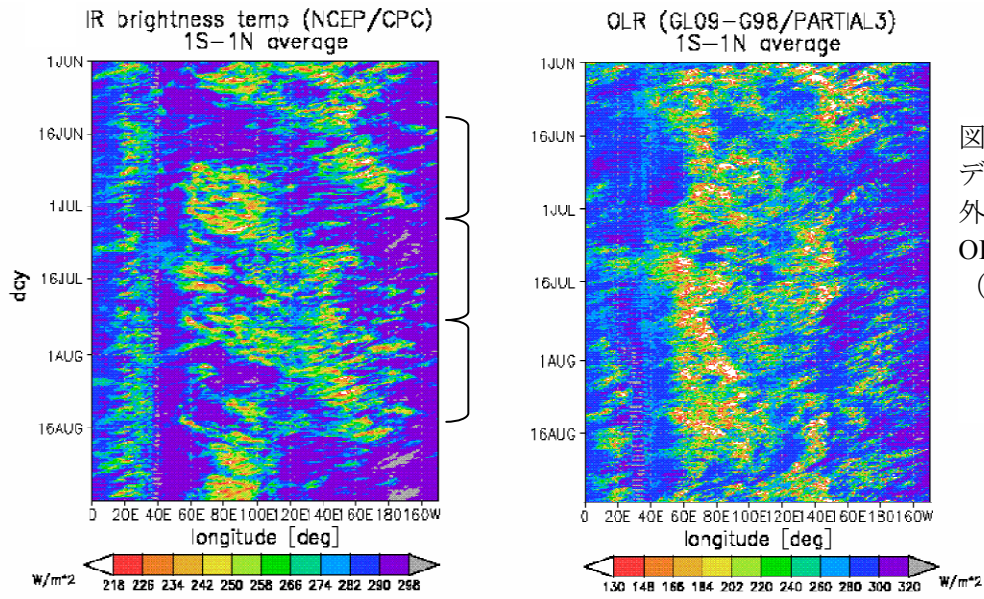 IR brightness temp (NCEP/CPC)
1S-1N average
1JUN
16JUN
1JUL
16JUL
1AUG
16AUG
day
0 20E 40E 60E 80E 100E 120E 140E 160E 180 160W
longitude [deg]
W/m*2
218 226 234 242 250 258 266 274 282 290 298
OLR (GL09-G98/PARTIAL3)
1S-1N average
1JUN
16JUN
1JUL
16JUL
1AUG
16AUG
0 20E 40E 60E 80E 100E 120E 140E 160E 180 160W
longitude [deg]
130 148 166 184 202 220 240 260 280 300 320
W/m*2
図
デ
外
（